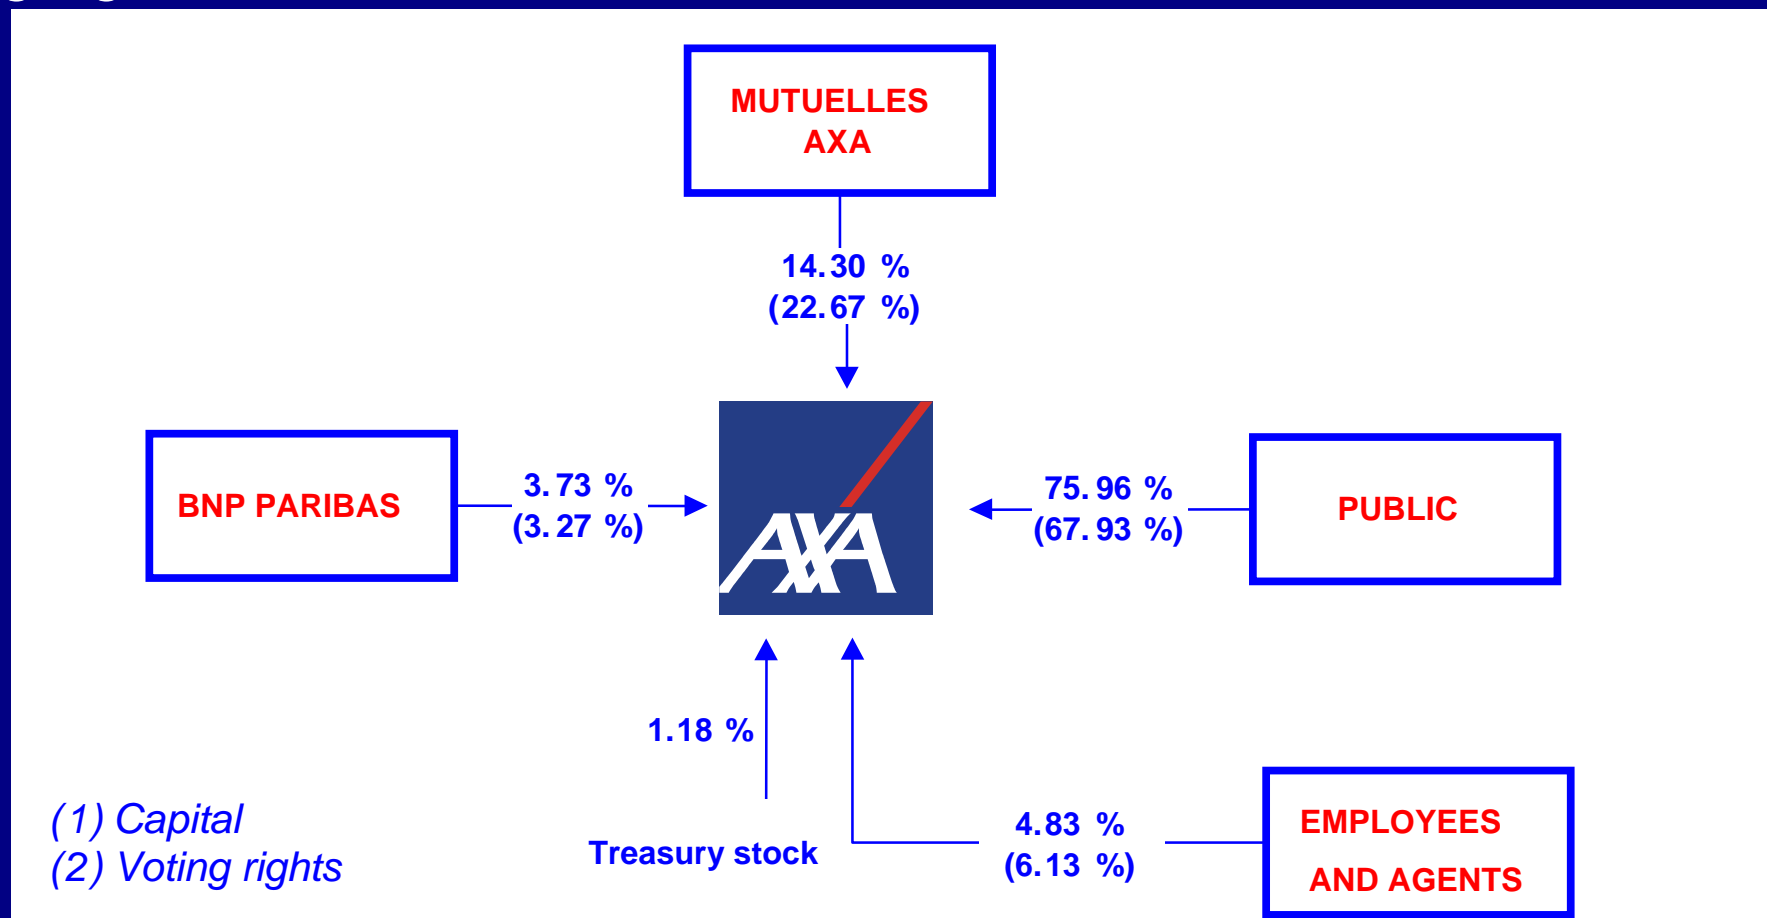 MUTUELLES
AXA
14.30 %
(22.67 %)
BNP PARIBAS
3.73 %
(3.27 %)
AXA
75.96 %
(67.93 %)
PUBLIC
1.18 %
Treasury stock
4.83 %
(6.13 %)
EMPLOYEES
AND AGENTS
(1) Capital
(2) Voting rights